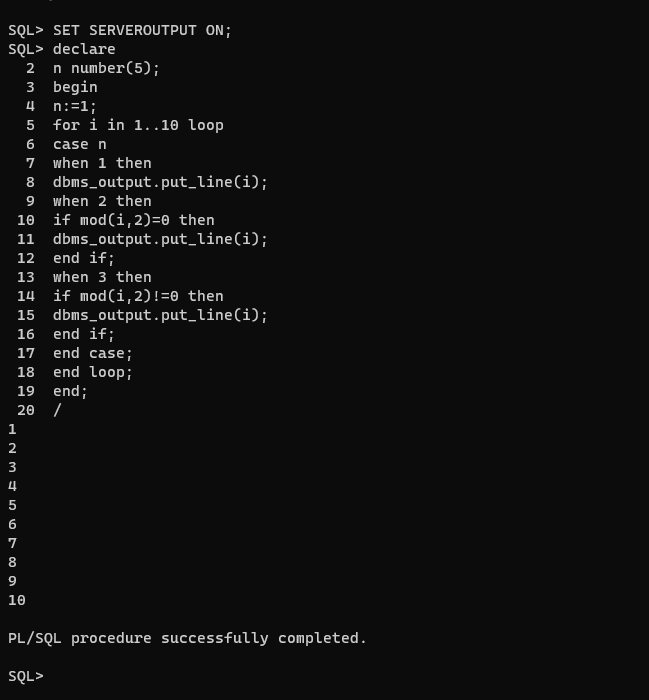 SQL> SET SERVEROUTPUT ON;
SQL> declare
  2  n number(5);
  3  begin
  4  n:=1;
  5  for i in 1..10 loop
  6  case n
  7  when 1 then
  8  dbms_output.put_line(i);
  9  when 2 then
 10  if mod(i,2)=0 then
 11  dbms_output.put_line(i);
 12  end if;
 13  when 3 then
 14  if mod(i,2)!=0 then
 15  dbms_output.put_line(i);
 16  end if;
 17  end case;
 18  end loop;
 19  end;
 20  /
1
2
3
4
5
6
7
8
9
10
PL/SQL procedure successfully completed.
SQL>